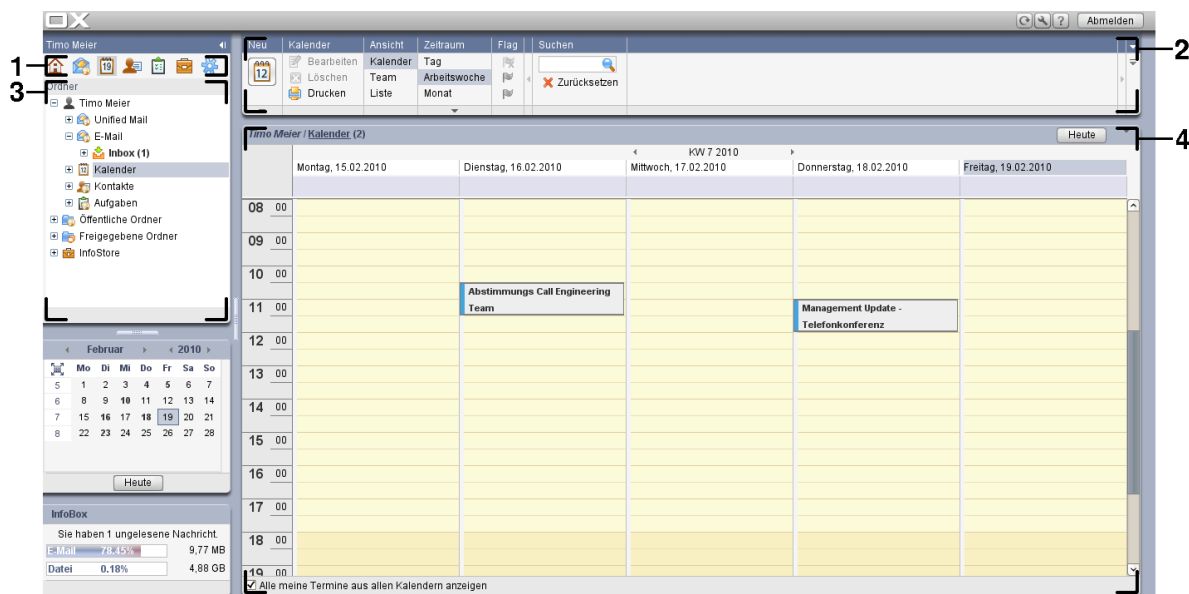 OX
Abmelden
Timo Meier
Neu Kalender Ansicht Zeitraum Flag Suchen
1
2
3
4
19
12
Bearbeiten Kalender Tag
Löschen Team Arbeitswoche
Zurücksetzen
Drucken Liste Monat
Ordner
Timo Meier
Unified Mail
E-Mail
Inbox (1)
Kalender
Kontakte
Aufgaben
Öffentliche Ordner
Freigegebene Ordner
InfoStore
Timo Meier / Kalender (2)
Heute
KW 7 2010
Montag, 15.02.2010 Dienstag, 16.02.2010 Mittwoch, 17.02.2010 Donnerstag, 18.02.2010 Freitag, 19.02.2010
08 00
09 00
10 00
11 00
12 00
13 00
14 00
15 00
16 00
17 00
18 00
19 00
Abstimmungs Call Engineering
Team
Management Update -
Telefonkonferenz
Alle meine Termine aus allen Kalendern anzeigen
Februar 2010
Mo Di Mi Do Fr Sa So
5 1 2 3 4 5 6 7
6 8 9 10 11 12 13 14
7 15 16 17 18 19 20 21
8 22 23 24 25 26 27 28
Heute
InfoBox
Sie haben 1 ungelesene Nachricht.
E-Mail 78.45% 9,77 MB
Datei 0.18% 4,88 GB